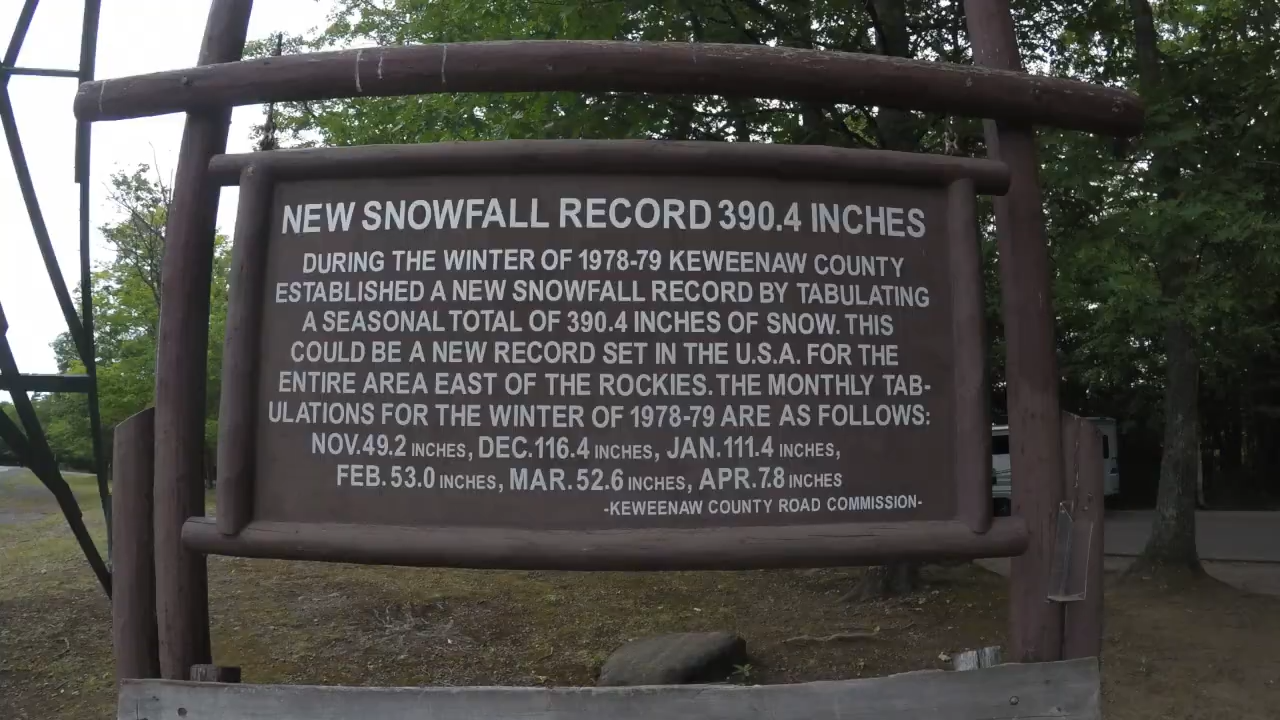 NEW SNOWFALL RECORD 390.4 INCHES
DURING THE WINTER OF 1978-79 KEWEENAW COUNTY
ESTABLISHED A NEW SNOWFALL RECORD BY TABULATING
A SEASONAL TOTAL OF 390.4 INCHES OF SNOW. THIS
COULD BE A NEW RECORD SET IN THE U.S.A. FOR THE
ENTIRE AREA EAST OF THE ROCKIES. THE MONTHLY TAB-
ULATIONS FOR THE WINTER OF 1978-79 ARE AS FOLLOWS:
NOV. 49.2 INCHES, DEC. 116.4 INCHES, JAN. 111.4 INCHES,
FEB. 53.0 INCHES, MAR. 52.6 INCHES, APR. 7.8 INCHES
-KEWEENAW COUNTY ROAD COMMISSION-